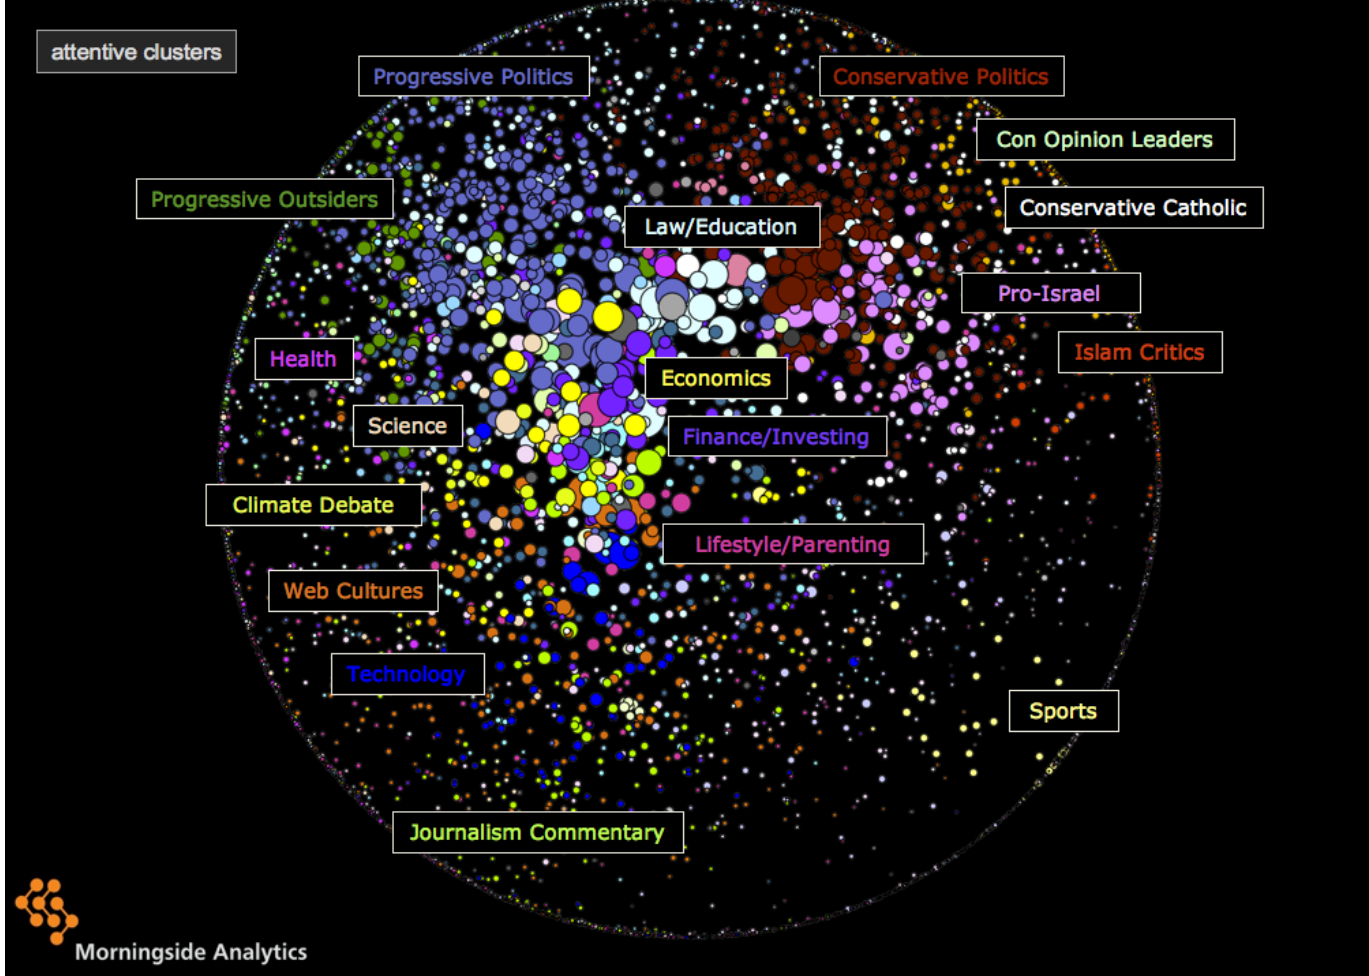 attentive clusters
Progressive Politics
Conservative Politics
Con Opinion Leaders
Progressive Outsiders
Conservative Catholic
Law/Education
Pro-Israel
Health
Islam Critics
Economics
Science
Finance/Investing
Climate Debate
Lifestyle/Parenting
Web Cultures
Technology
Sports
Journalism Commentary
Morningside Analytics